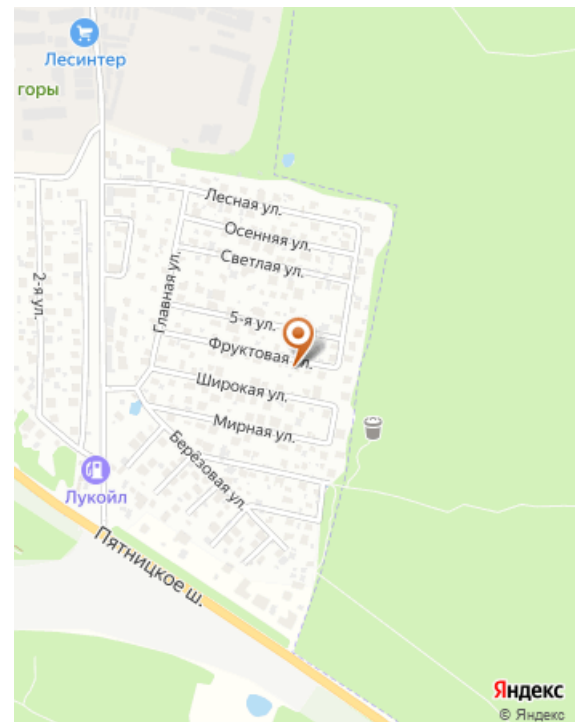 Лесинтер
горы
Лесная ул.
Осенняя ул.
Светлая ул.
2-я ул.
Главная ул.
5-я ул.
Фруктовая ул.
Широкая ул.
Мирная ул.
Берёзовая ул.
Лукойл
Пятницкое ш.
Яндекс
© Яндекс